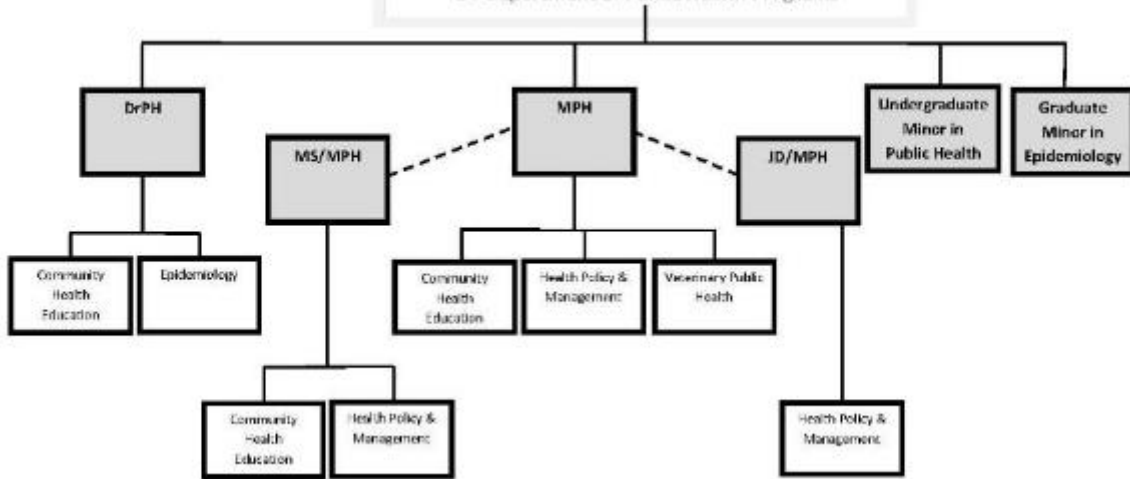 DrPH
MPH
Undergraduate
Minor in
Public Health
Graduate
Minor in
Epidemiology
MS/MPH
JD/MPH
Community
Health
Education
Epidemiology
Community
Health
Education
Health Policy &
Management
Veterinary Public
Health
Community
Health
Education
Health Policy &
Management
Health Policy &
Management